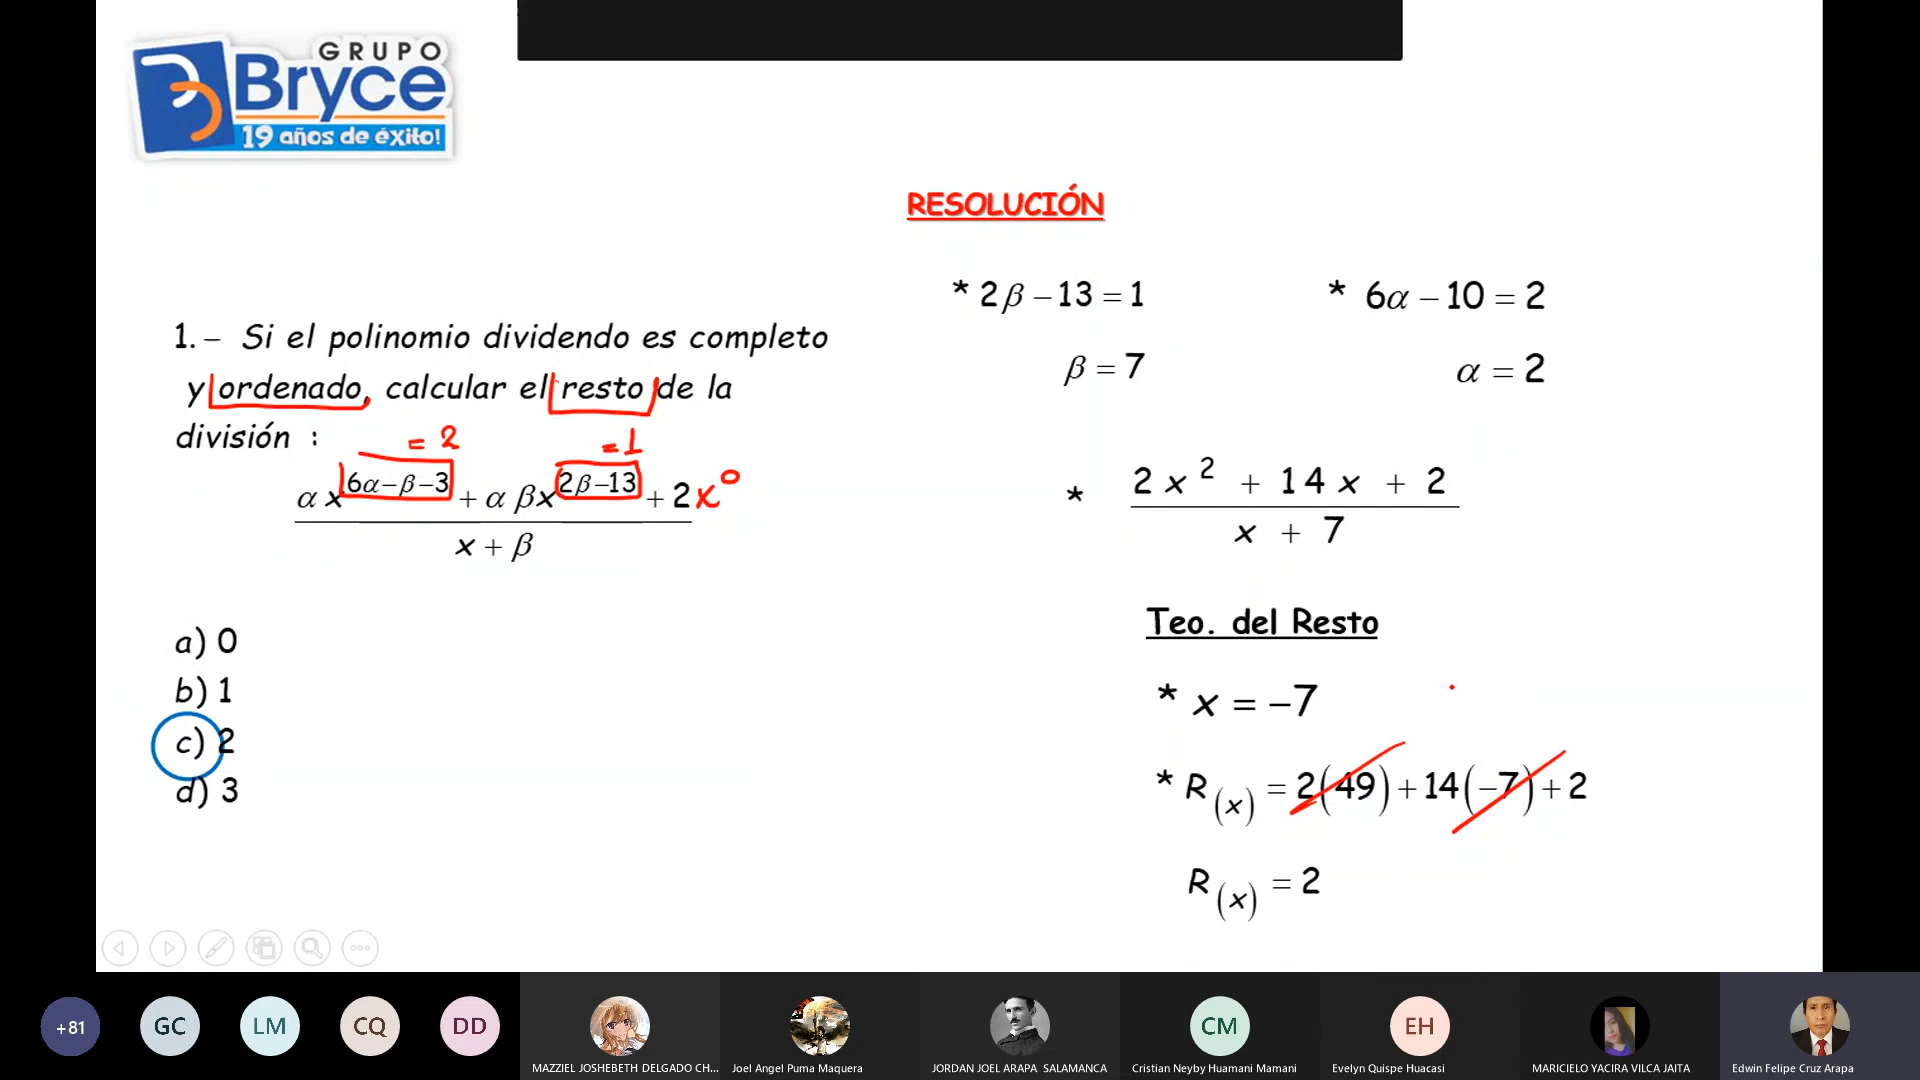 GRUPO
Bryce
19 años de éxito!
RESOLUCIÓN
1.- Si el polinomio dividendo es completo
y ordenado, calcular el resto de la
división :
= 2 = 1
α x^(6α−β−3) + α βx^(2β−13) + 2x⁰
x + β
a) 0
b) 1
c) 2
d) 3
* 2β − 13 = 1
β = 7
* 6α − 10 = 2
α = 2
* 2x² + 14x + 2
x + 7
Teo. del Resto
* x = −7
* R(x) = 2(49) + 14(−7) + 2
R(x) = 2
+81
GC
LM
CQ
DD
MAZZIEL JOSHEBETH DELGADO CH...
Joel Angel Puma Maquera
JORDAN JOEL ARAPA SALAMANCA
CM
Cristian Neyby Huamani Mamani
EH
Evelyn Quispe Huacasi
MARICIELO YACIRA VILCA JAITA
Edwin Felipe Cruz Arapa